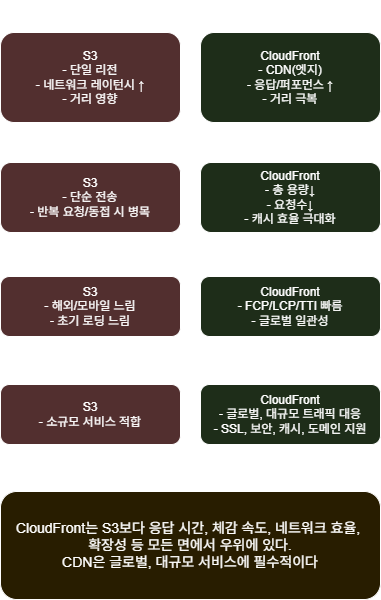 S3
- 단일 리전
- 네트워크 레이턴시 ↑
- 거리 영향
CloudFront
- CDN(엣지)
- 응답/퍼포먼스 ↑
- 거리 극복
S3
- 단순 전송
- 반복 요청/동접 시 병목
CloudFront
- 총 용량↓
- 요청수↓
- 캐시 효율 극대화
S3
- 해외/모바일 느림
- 초기 로딩 느림
CloudFront
- FCP/LCP/TTI 빠름
- 글로벌 일관성
S3
- 소규모 서비스 적합
CloudFront
- 글로벌, 대규모 트래픽 대응
- SSL, 보안, 캐시, 도메인 지원
CloudFront는 S3보다 응답 시간, 체감 속도, 네트워크 효율,
확장성 등 모든 면에서 우위에 있다.
CDN은 글로벌, 대규모 서비스에 필수적이다